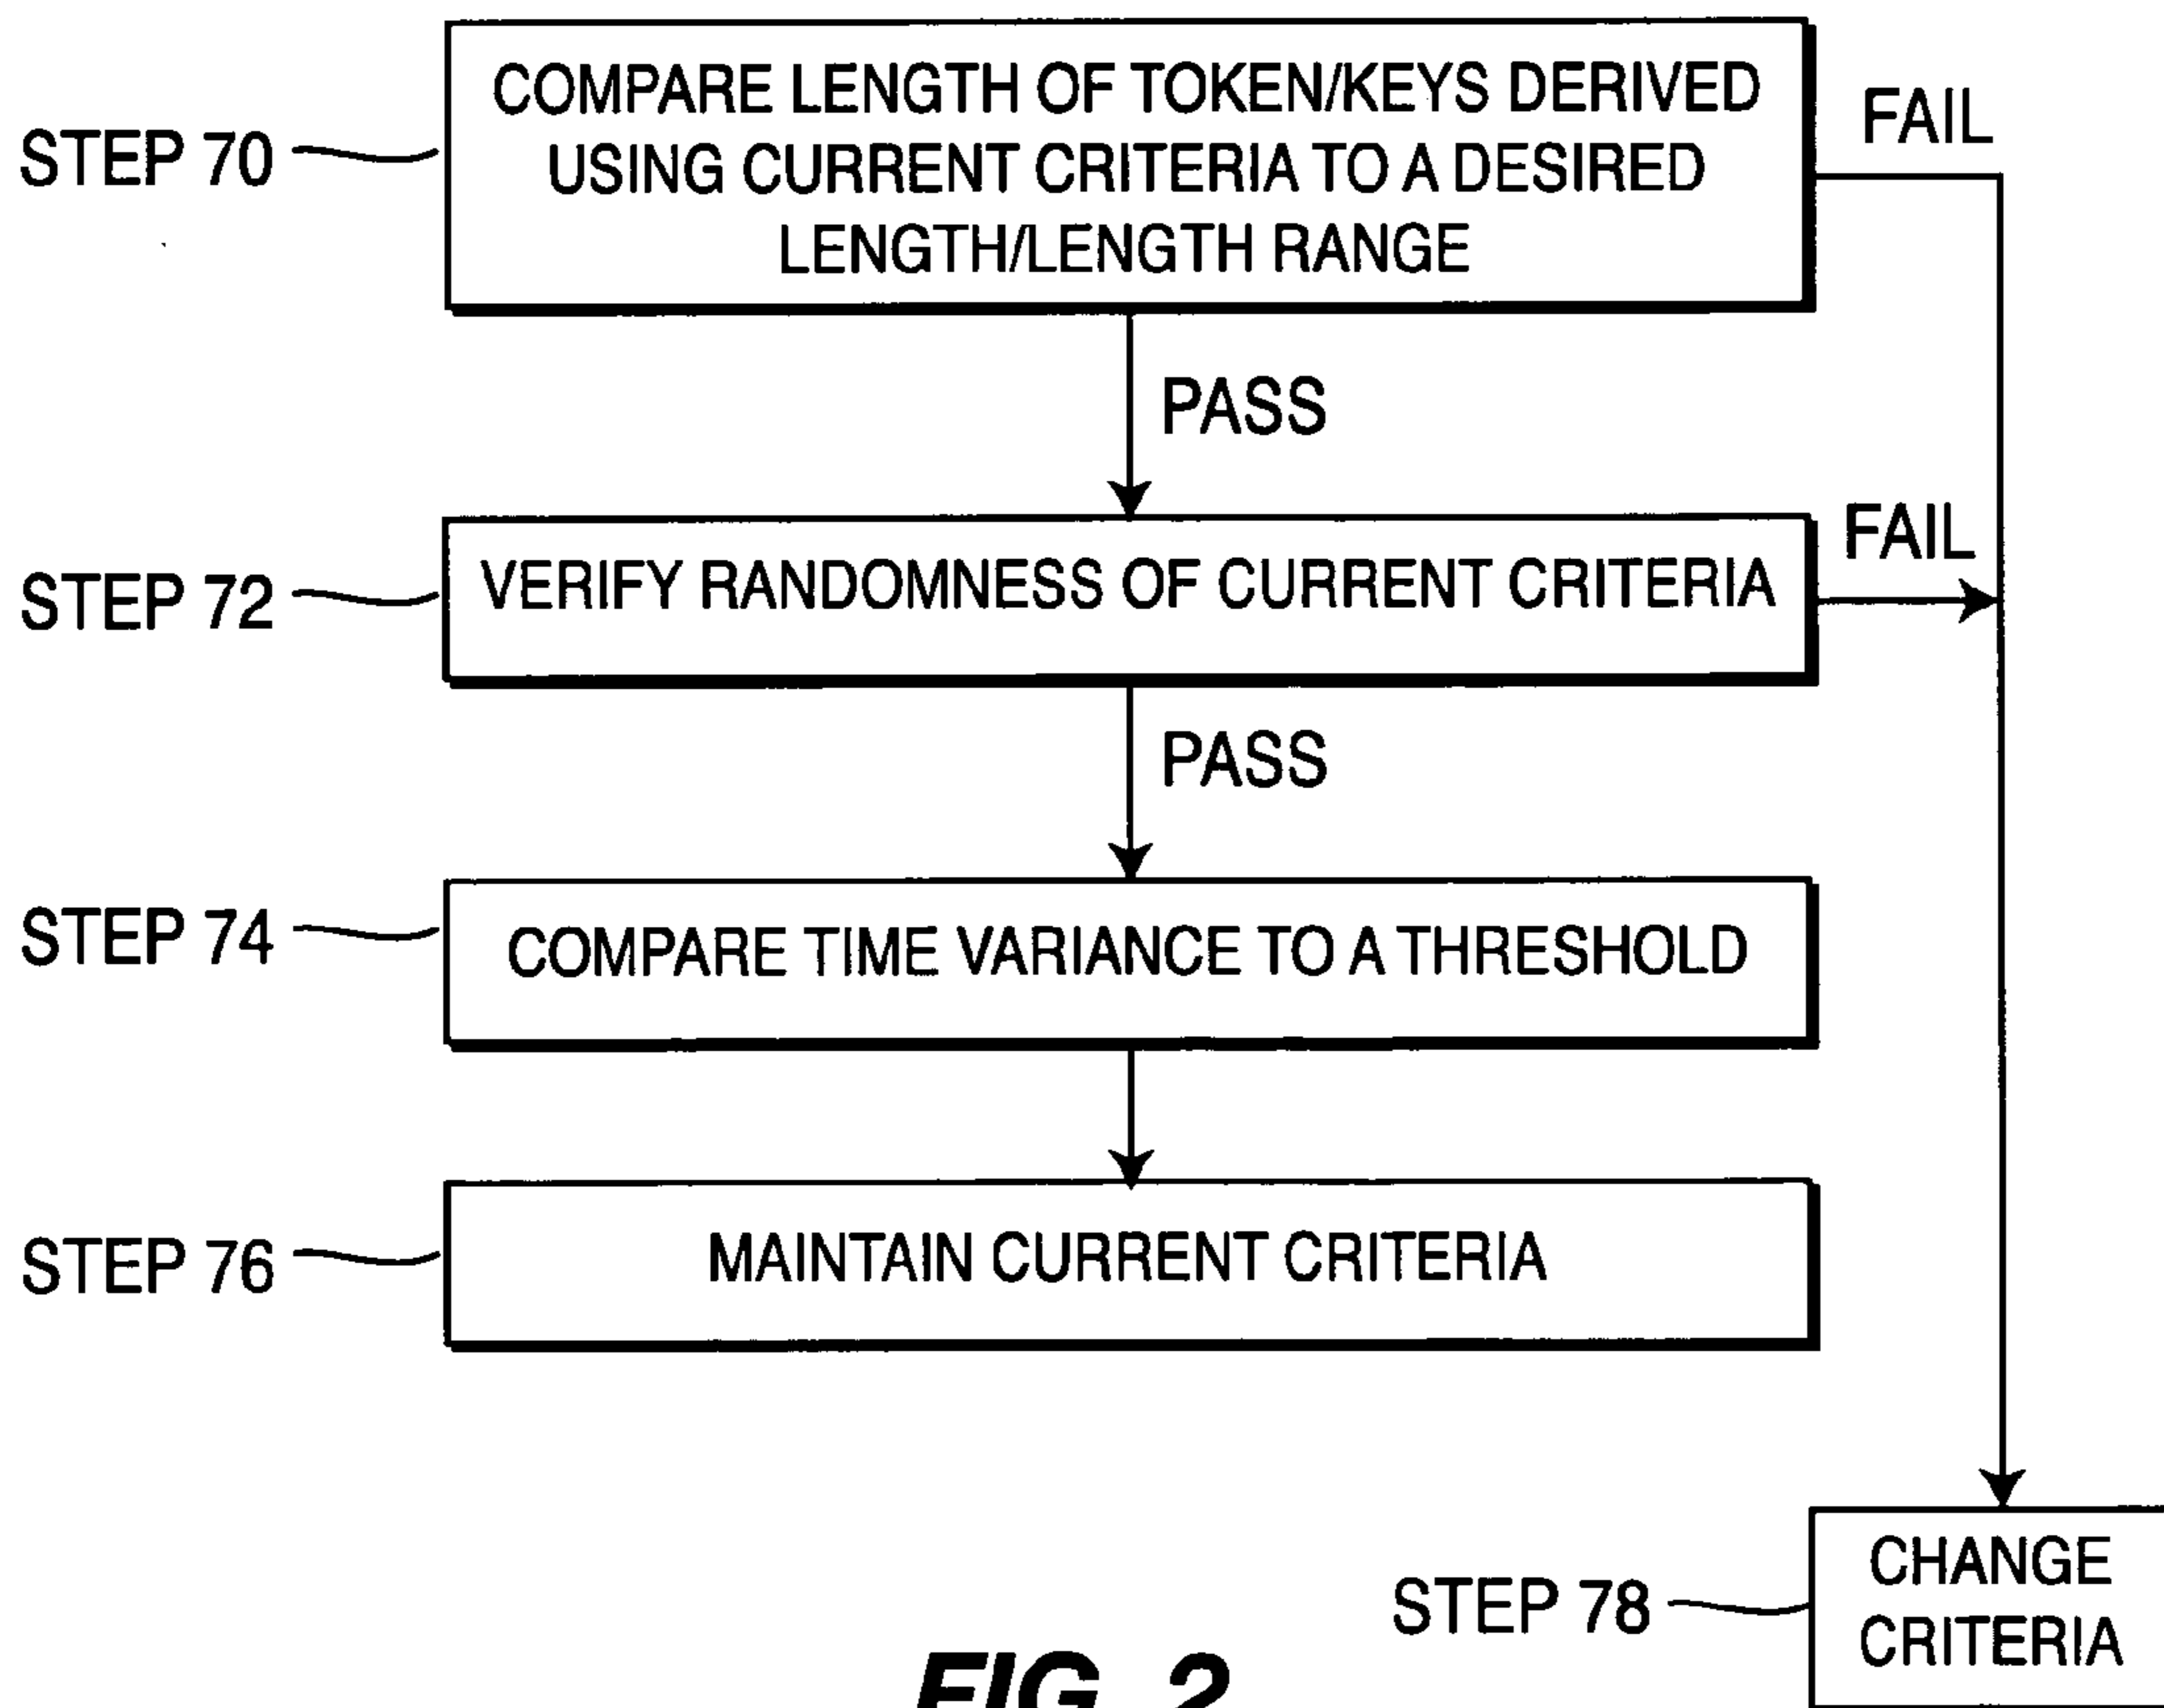 STEP 70
COMPARE LENGTH OF TOKEN/KEYS DERIVED
USING CURRENT CRITERIA TO A DESIRED
LENGTH/LENGTH RANGE
FAIL
PASS
STEP 72
VERIFY RANDOMNESS OF CURRENT CRITERIA
FAIL
PASS
STEP 74
COMPARE TIME VARIANCE TO A THRESHOLD
STEP 76
MAINTAIN CURRENT CRITERIA
STEP 78
CHANGE
CRITERIA
FIG. 2